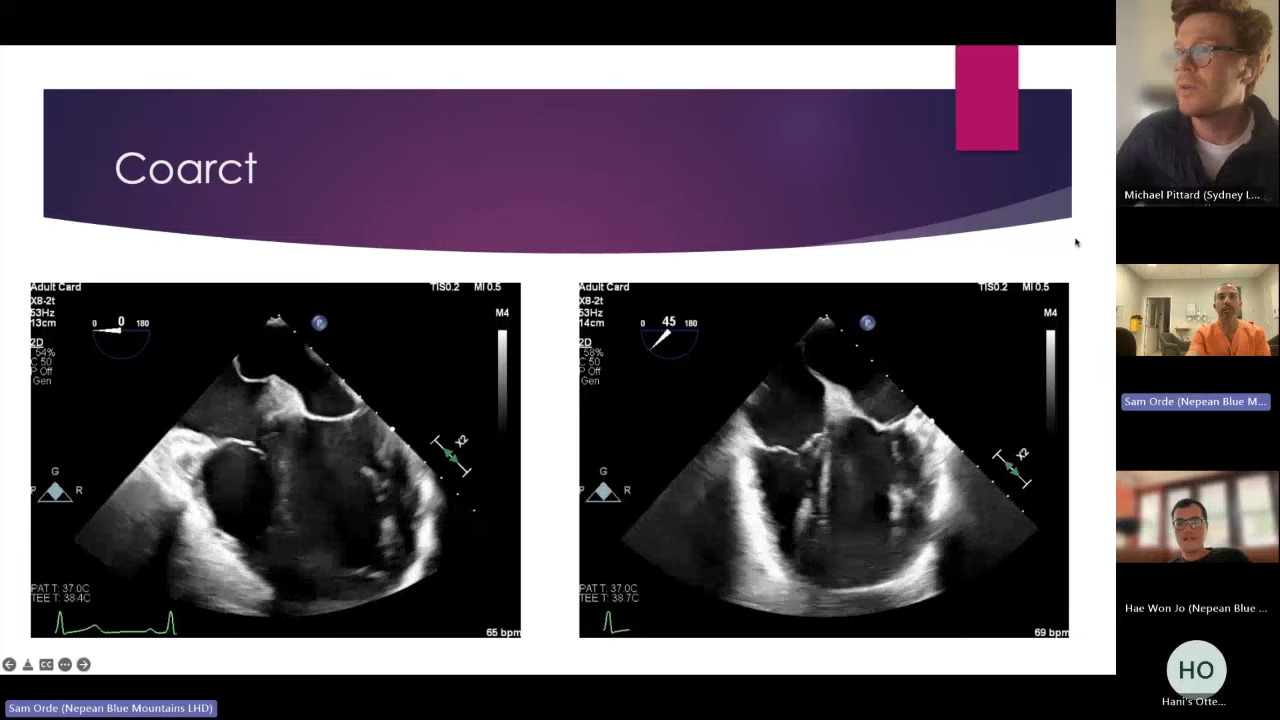 Coarct
Adult Card
X8-2t
53Hz
13cm
2D
54%
C 50
P Off
Gen
TIS0.2 MI 0.5
M4
0 0 180
P
X2
G
P R
PAT T: 37.0C
TEE T: 38.4C
65 bpm
Adult Card
X8-2t
53Hz
14cm
2D
58%
C 50
P Off
Gen
TIS0.2 MI 0.5
M4
0 45 180
P
X2
G
P R
PAT T: 37.0C
TEE T: 38.7C
69 bpm
CC
Sam Orde (Nepean Blue Mountains LHD)
Michael Pittard (Sydney L...
Sam Orde (Nepean Blue M...
Hae Won Jo (Nepean Blue ...
HO
Hani's Otte...